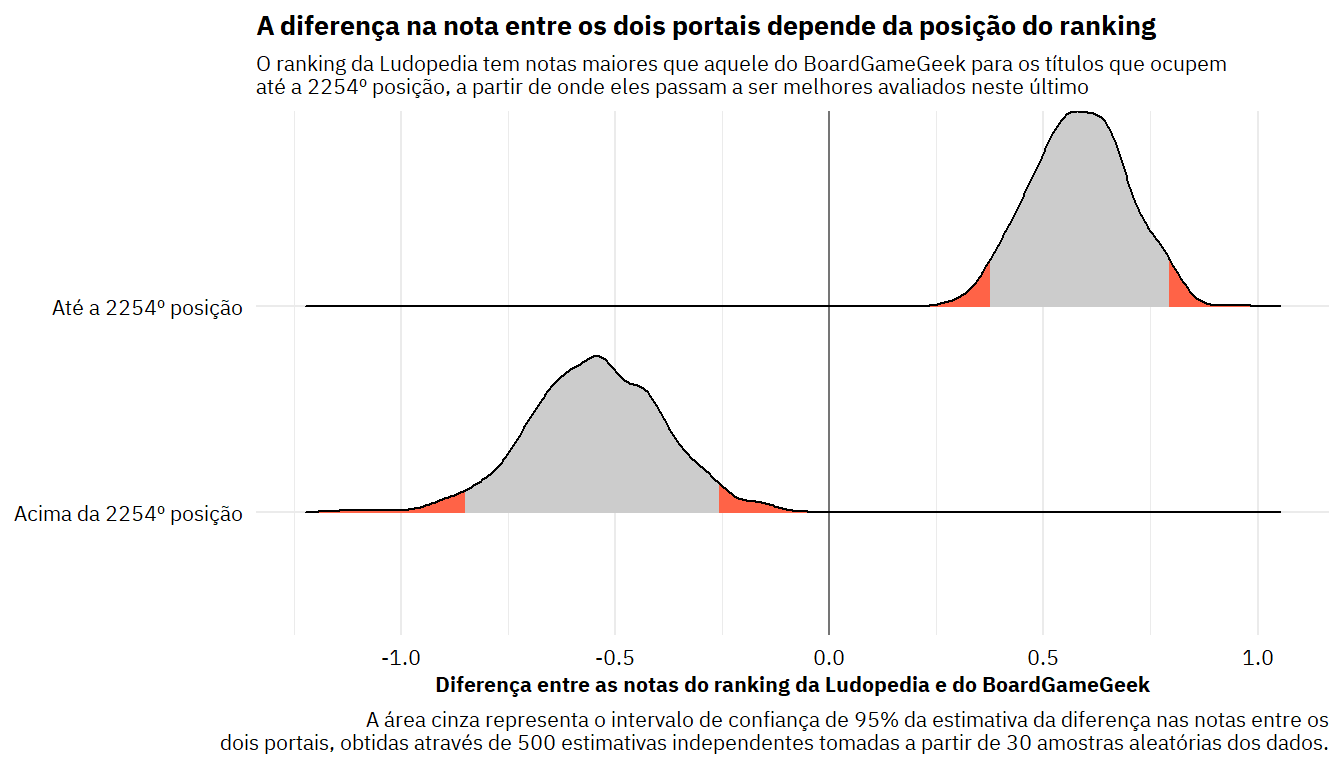 A diferença na nota entre os dois portais depende da posição do ranking
O ranking da Ludopedia tem notas maiores que aquele do BoardGameGeek para os títulos que ocupem
até a 2254º posição, a partir de onde eles passam a ser melhores avaliados neste último
Até a 2254º posição
Acima da 2254º posição
-1.0 -0.5 0.0 0.5 1.0
Diferença entre as notas do ranking da Ludopedia e do BoardGameGeek
A área cinza representa o intervalo de confiança de 95% da estimativa da diferença nas notas entre os
dois portais, obtidas através de 500 estimativas independentes tomadas a partir de 30 amostras aleatórias dos dados.